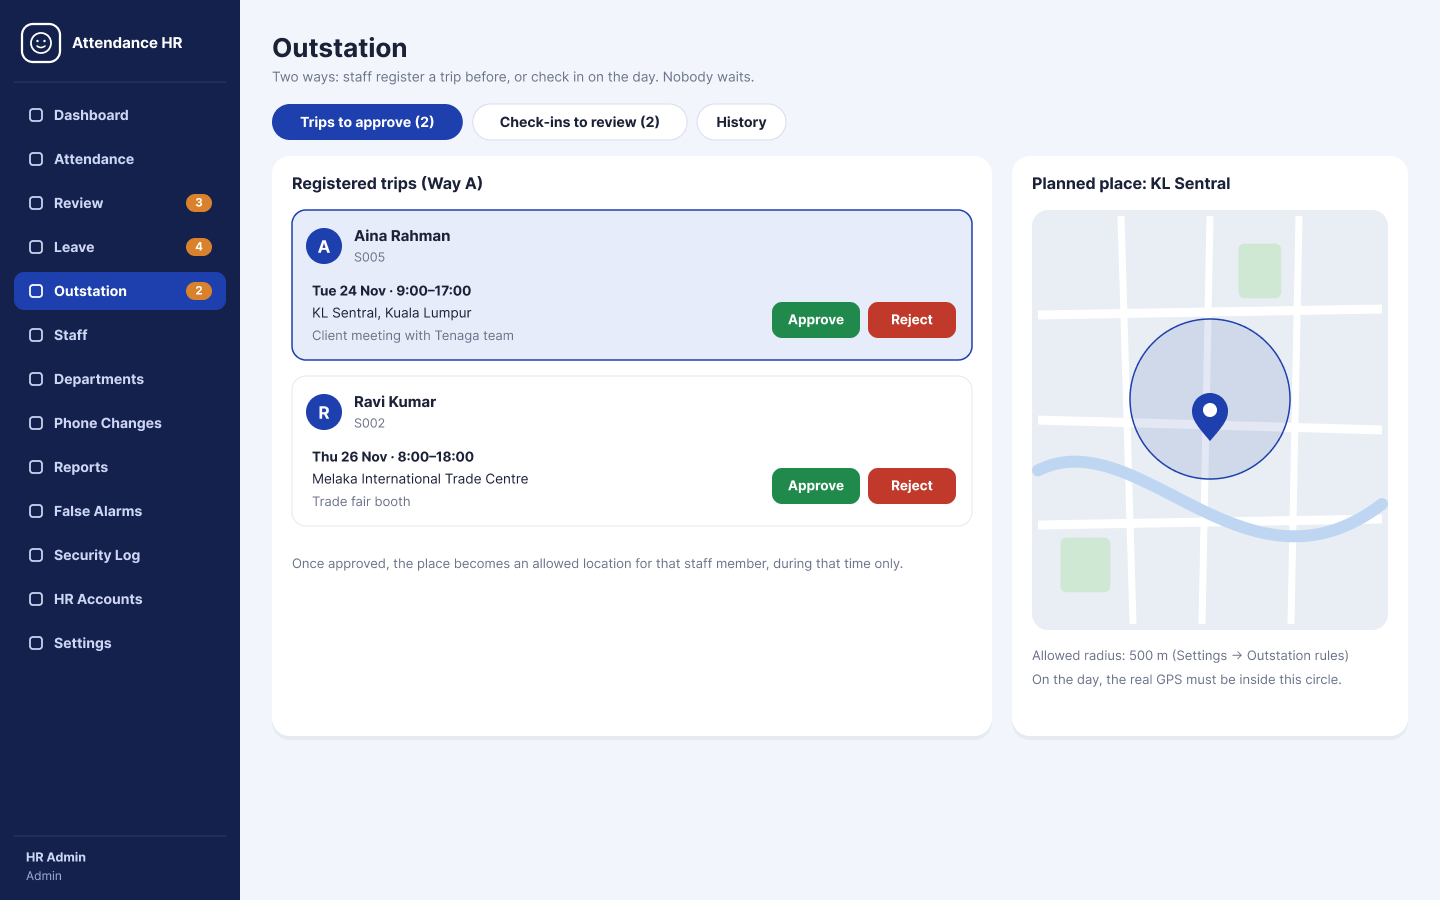 Attendance HR
Dashboard
Attendance
Review 3
Leave 4
Outstation 2
Staff
Departments
Phone Changes
Reports
False Alarms
Security Log
HR Accounts
Settings
HR Admin
Admin
Outstation
Two ways: staff register a trip before, or check in on the day. Nobody waits.
Trips to approve (2) Check-ins to review (2) History
Registered trips (Way A)
A Aina Rahman
S005
Tue 24 Nov · 9:00–17:00
KL Sentral, Kuala Lumpur
Client meeting with Tenaga team
Approve Reject
R Ravi Kumar
S002
Thu 26 Nov · 8:00–18:00
Melaka International Trade Centre
Trade fair booth
Approve Reject
Once approved, the place becomes an allowed location for that staff member, during that time only.
Planned place: KL Sentral
Allowed radius: 500 m (Settings → Outstation rules)
On the day, the real GPS must be inside this circle.